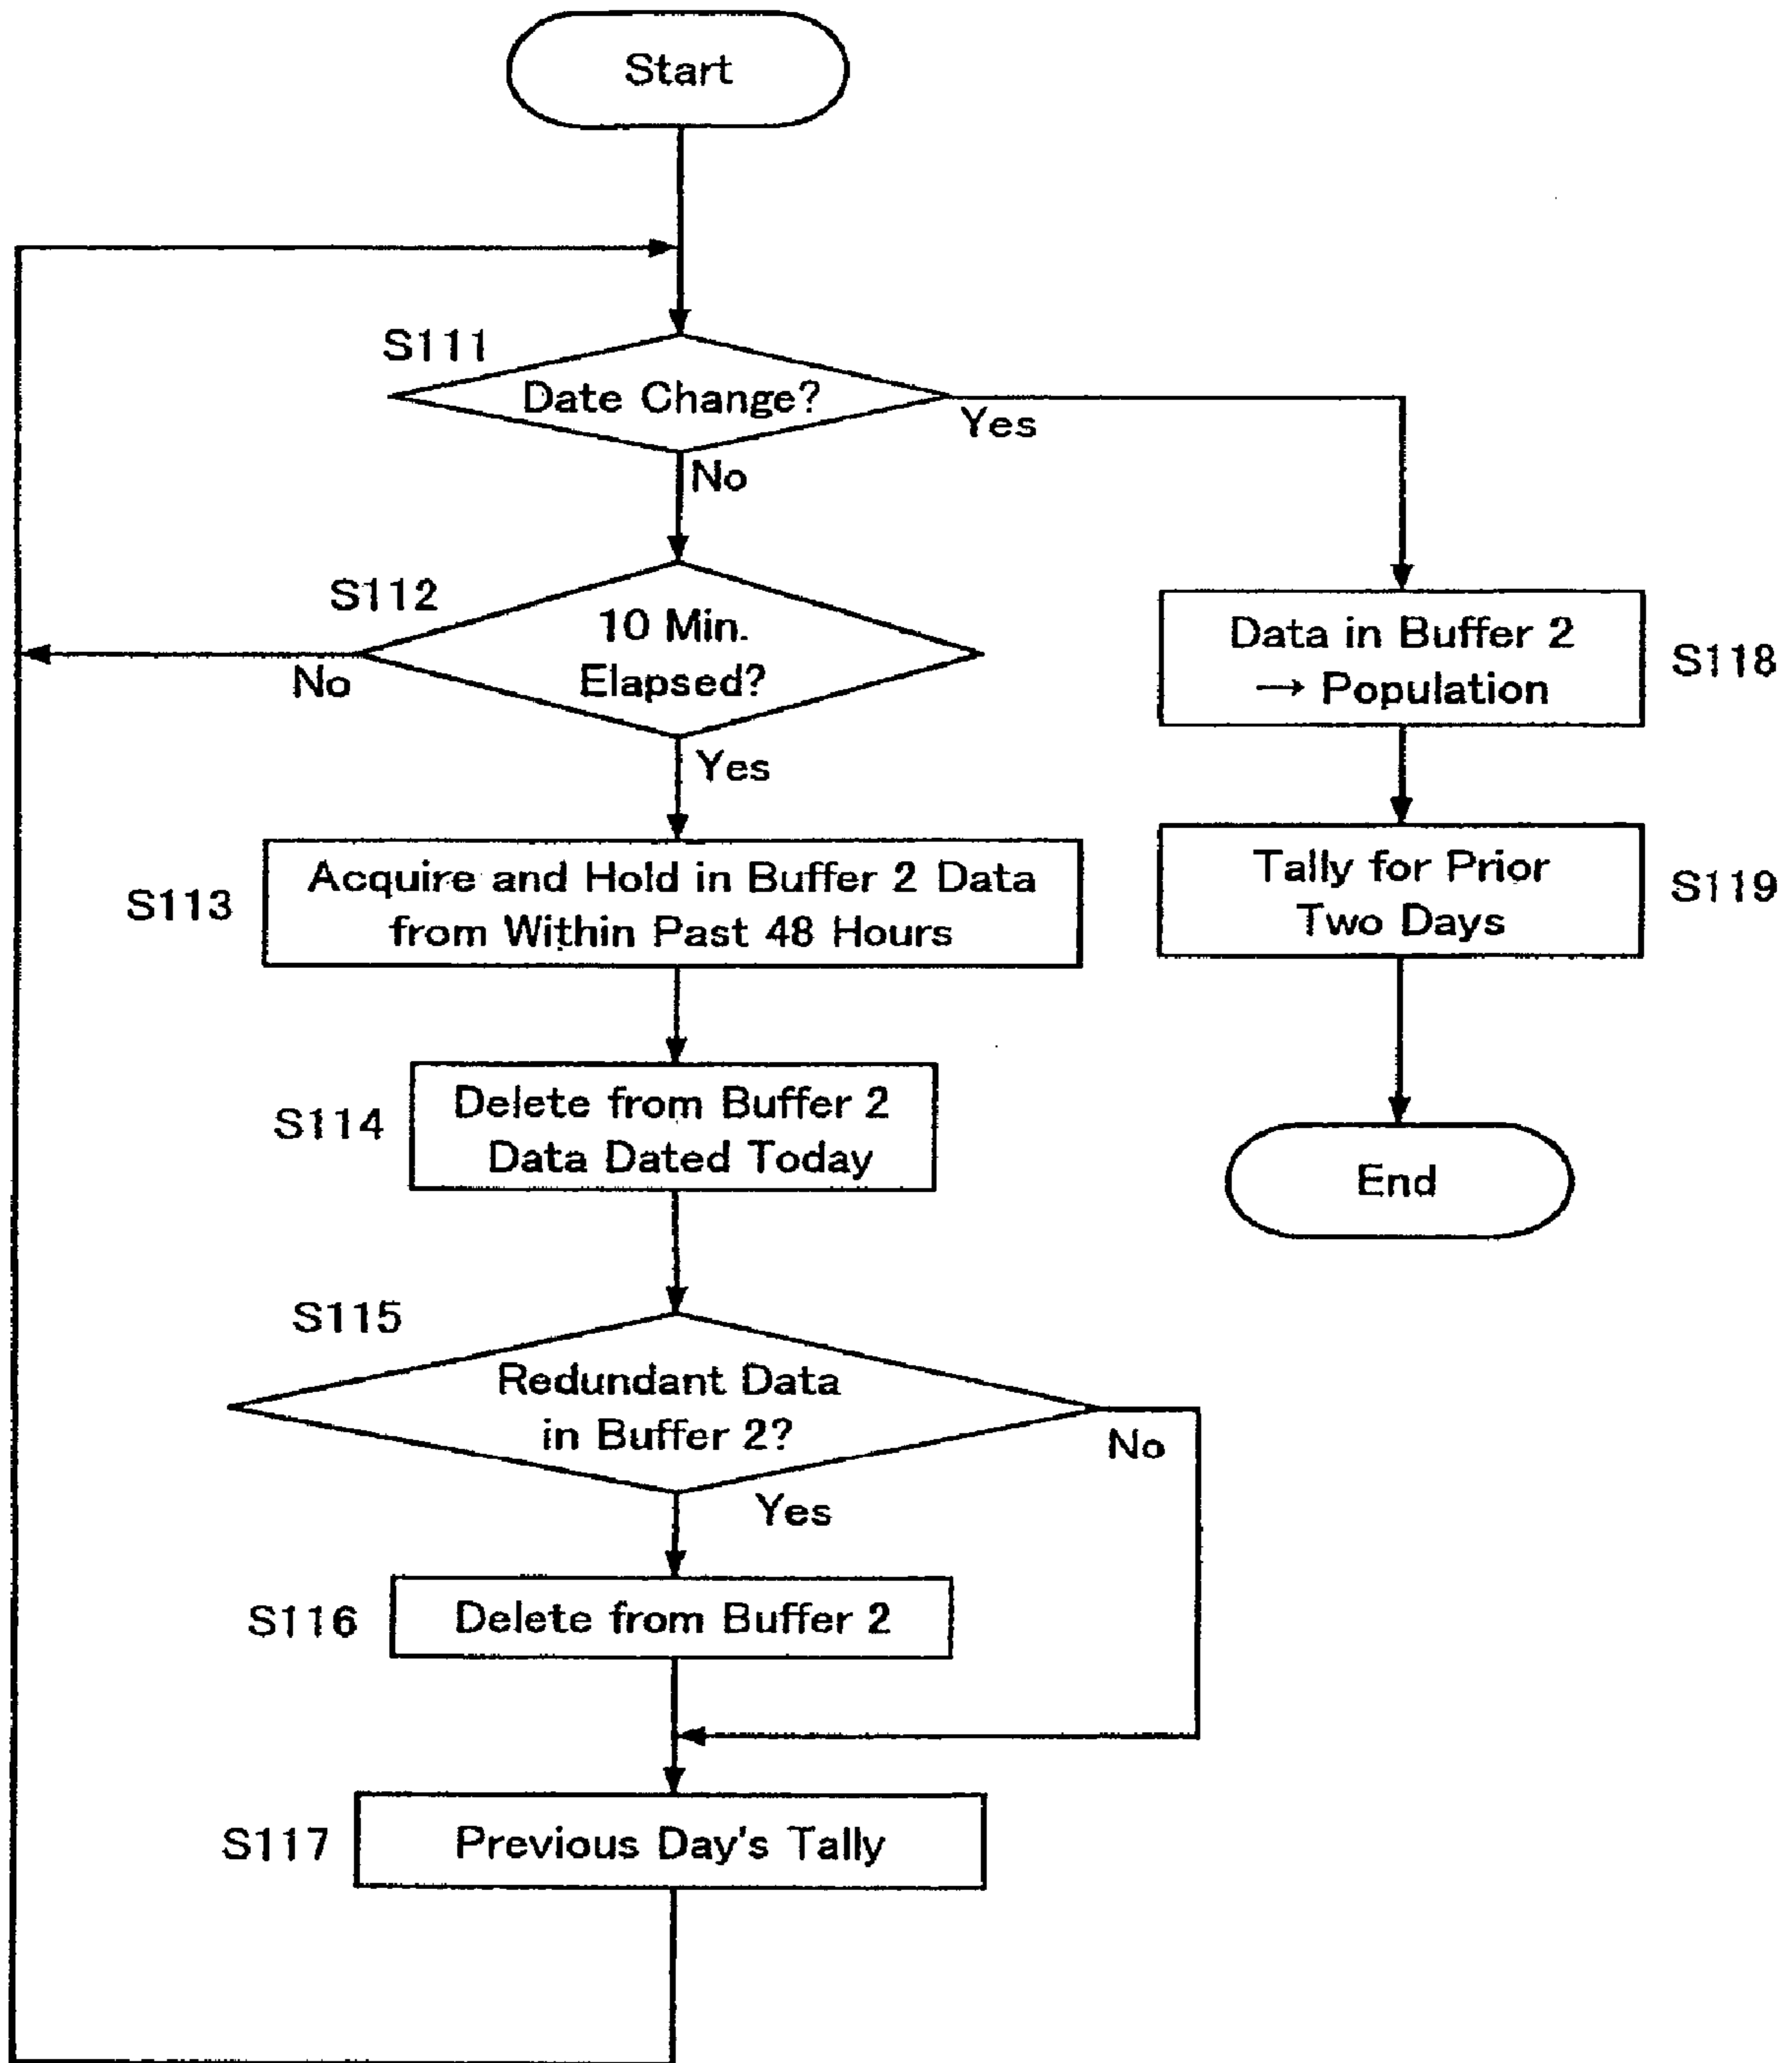 Start
S111
Date Change?
Yes
No
S112
10 Min.
Elapsed?
No
Yes
Data in Buffer 2
→ Population
S118
S113
Acquire and Hold in Buffer 2 Data
from Within Past 48 Hours
Tally for Prior
Two Days
S119
S114
Delete from Buffer 2
Data Dated Today
End
S115
Redundant Data
in Buffer 2?
No
Yes
S116
Delete from Buffer 2
S117
Previous Day's Tally